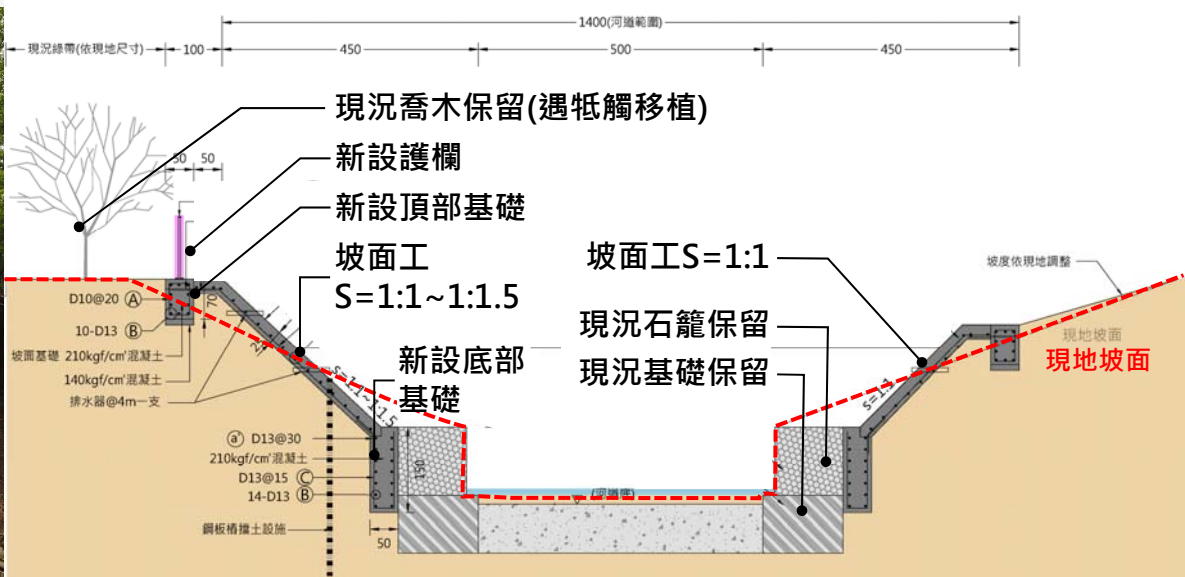 1400(河道範圍)
現況綠帶(依現地尺寸)
100
450
500
450
現況喬木保留(遇牴觸移植)
50
50
新設護欄
新設頂部基礎
坡面工
S=1:1~1:1.5
坡面工S=1:1
坡度依現地調整
D10@20 Ⓐ
70
10-D13 Ⓑ
現況石籠保留
現地坡面
現地坡面
坡面基礎 210kgf/cm²混凝土
140kgf/cm²混凝土
排水器@4m一支
新設底部
基礎
現況基礎保留
S=1:1~1:1.5
S=1:1
ⓐ' D13@30
210kgf/cm²混凝土
D13@15 Ⓒ
14-D13 Ⓑ
150
(河道底)
鋼板樁擋土設施
50